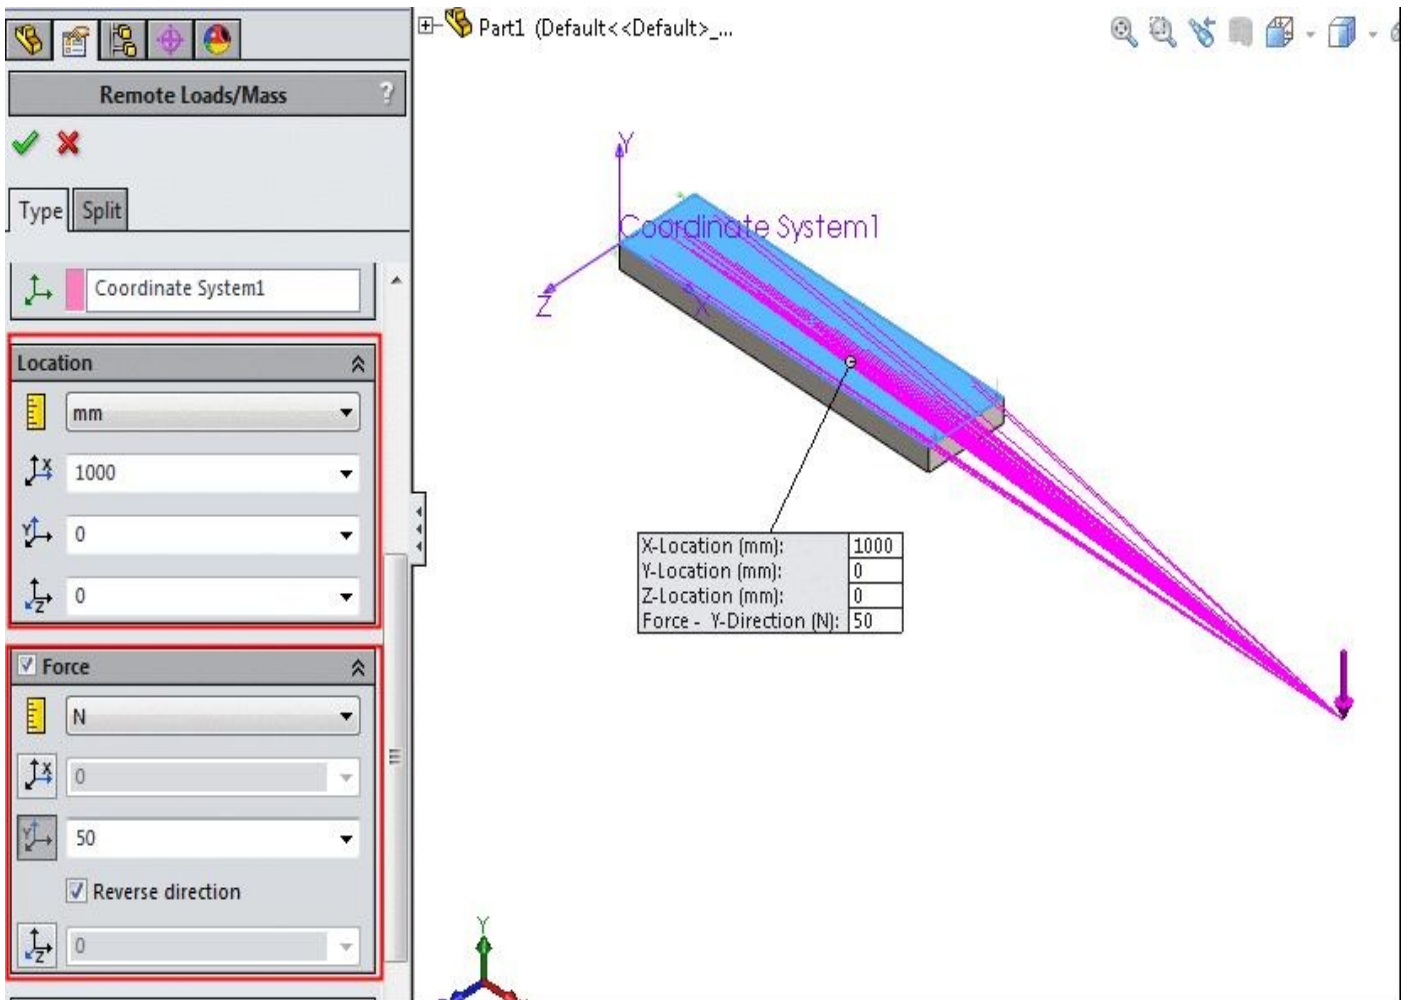 Part1 (Default<<Default>_...
Remote Loads/Mass ?
Type Split
Coordinate System1
Location
mm
X 1000
Y 0
Z 0
Force
N
X 0
Y 50
Reverse direction
Z 0
Y
Coordinate System1
Z
X
X-Location (mm): 1000
Y-Location (mm): 0
Z-Location (mm): 0
Force - Y-Direction (N): 50
Y